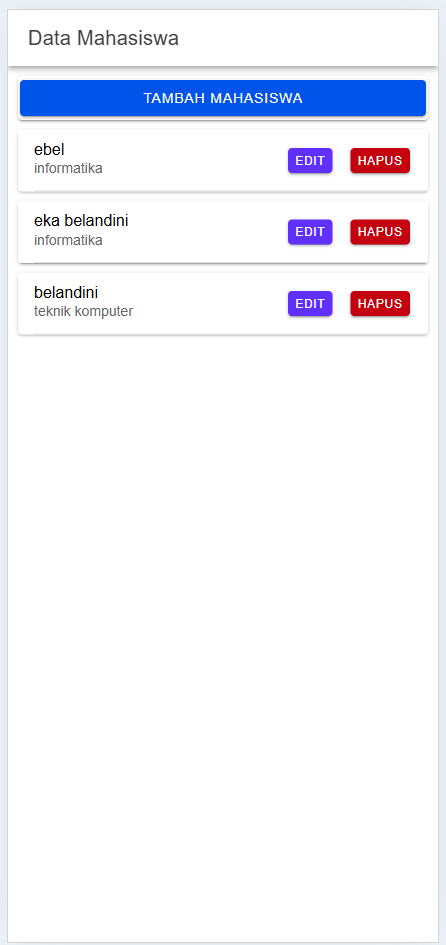 Data Mahasiswa
TAMBAH MAHASISWA
ebel
informatika
EDIT HAPUS
eka belandini
informatika
EDIT HAPUS
belandini
teknik komputer
EDIT HAPUS